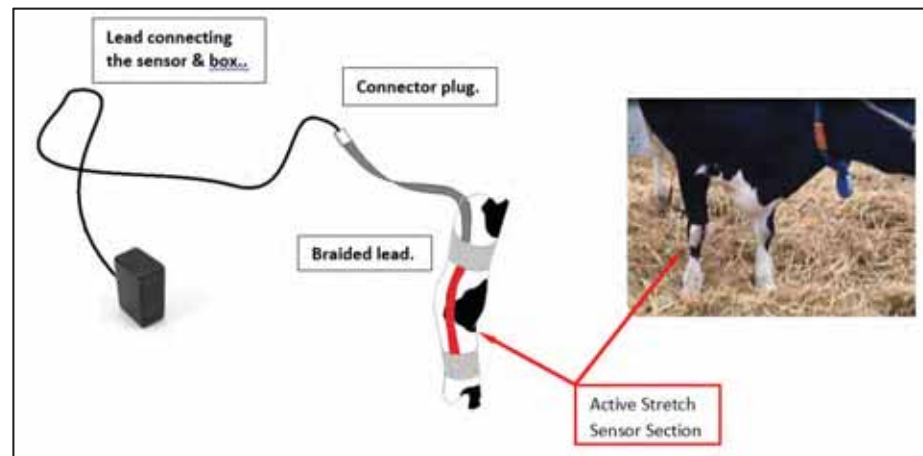 Lead connecting
the sensor & box..
Connector plug.
Braided lead.
Active Stretch
Sensor Section